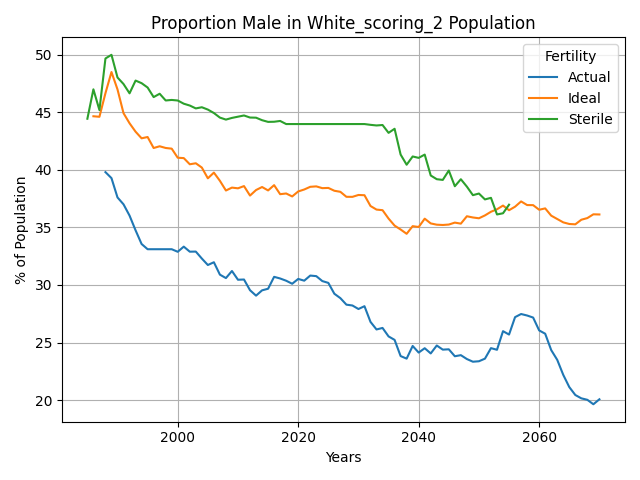 Proportion Male in White_scoring_2 Population
Fertility
Actual
Ideal
Sterile
% of Population
50
45
40
35
30
25
20
2000
2020
2040
2060
Years